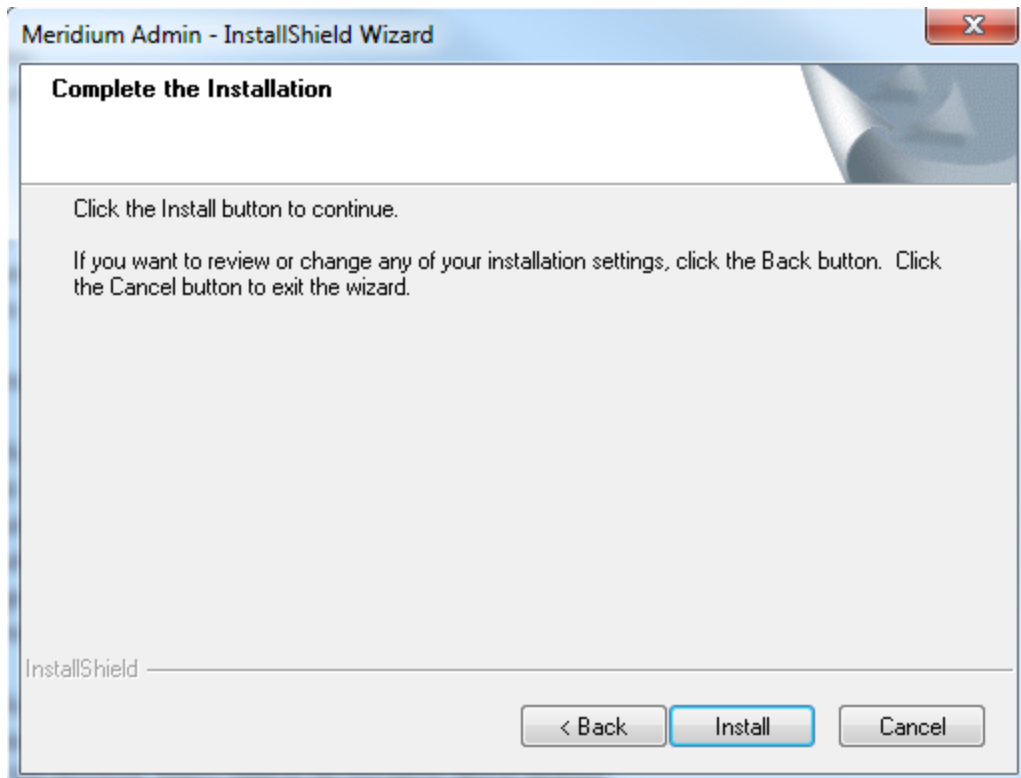 Meridium Admin - InstallShield Wizard
Complete the Installation
Click the Install button to continue.
If you want to review or change any of your installation settings, click the Back button.  Click
the Cancel button to exit the wizard.
InstallShield
< Back
Install
Cancel